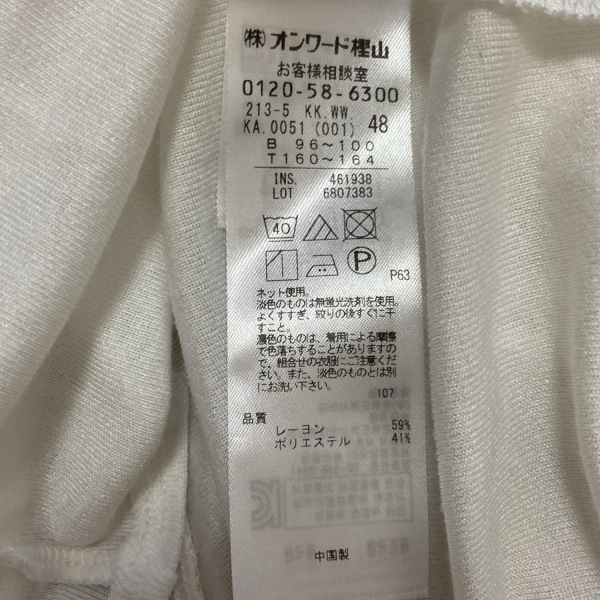 (株)オンワード樫山
お客様相談室
0120-58-6300
213-5 KK.WW.
KA.0051 (001) 48
B 96〜100
T 160〜164
INS. 461938
LOT 6807383
40
P
P63
ネット使用。
淡色のものは無蛍光洗剤を使用。
よくすすぎ、絞りの後すぐに干
すこと。
濃色のものは、着用による摩擦
で色落ちすることがありますの
で、組合せの衣服にご注意くだ
さい。また、淡色のものとは別
にお洗い下さい。
107
品質
レーヨン 59%
ポリエステル 41%
中国製